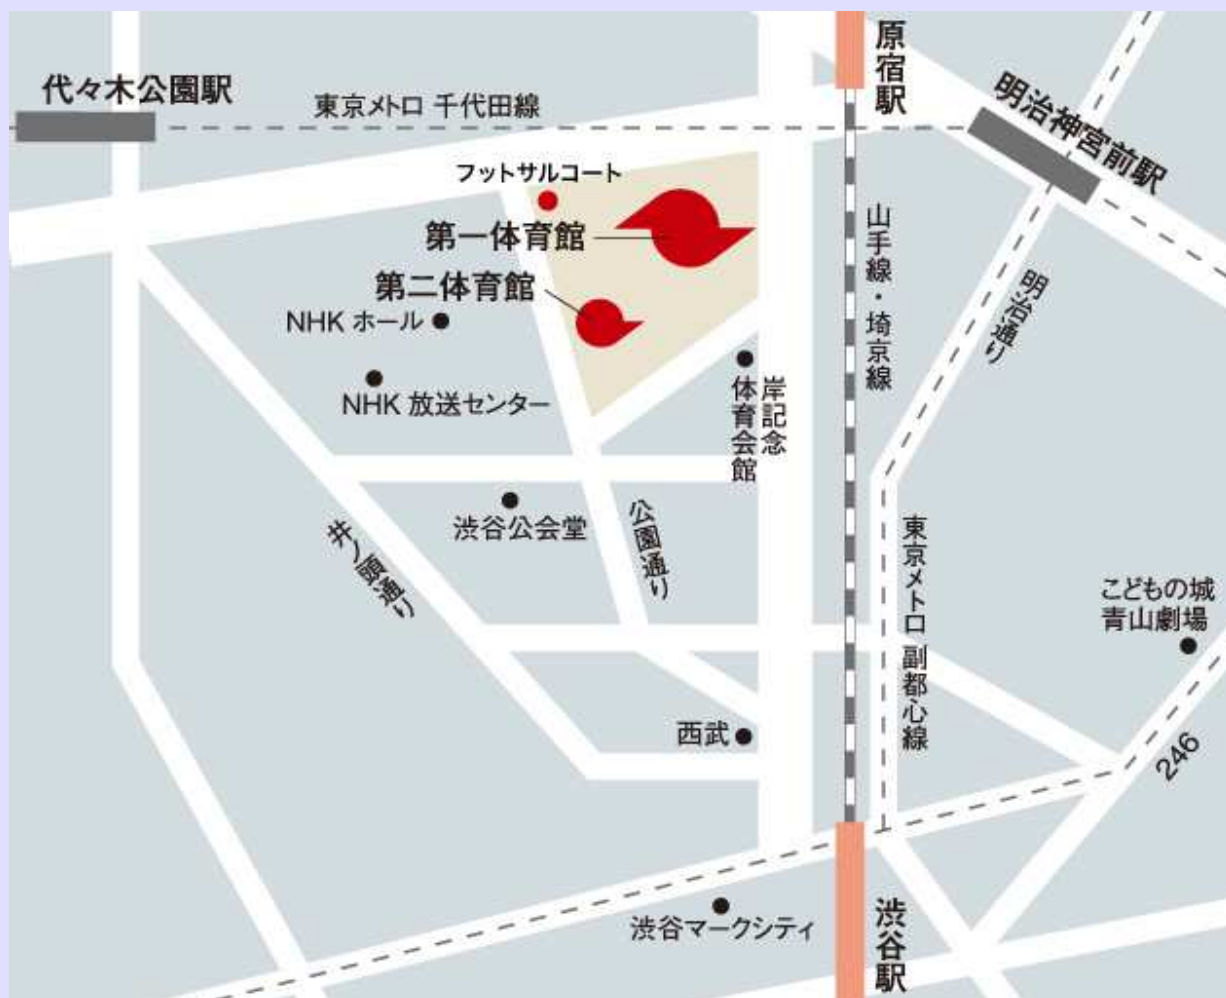 原宿駅
代々木公園駅
東京メトロ 千代田線
明治神宮前駅
フットサルコート
第一体育館
山手線・埼京線
第二体育館
明治通り
NHK ホール
NHK 放送センター
岸記念
体育会館
渋谷公会堂
公園通り
井ノ頭通り
東京メトロ 副都心線
こどもの城
青山劇場
西武
246
渋谷マークシティ
渋谷駅